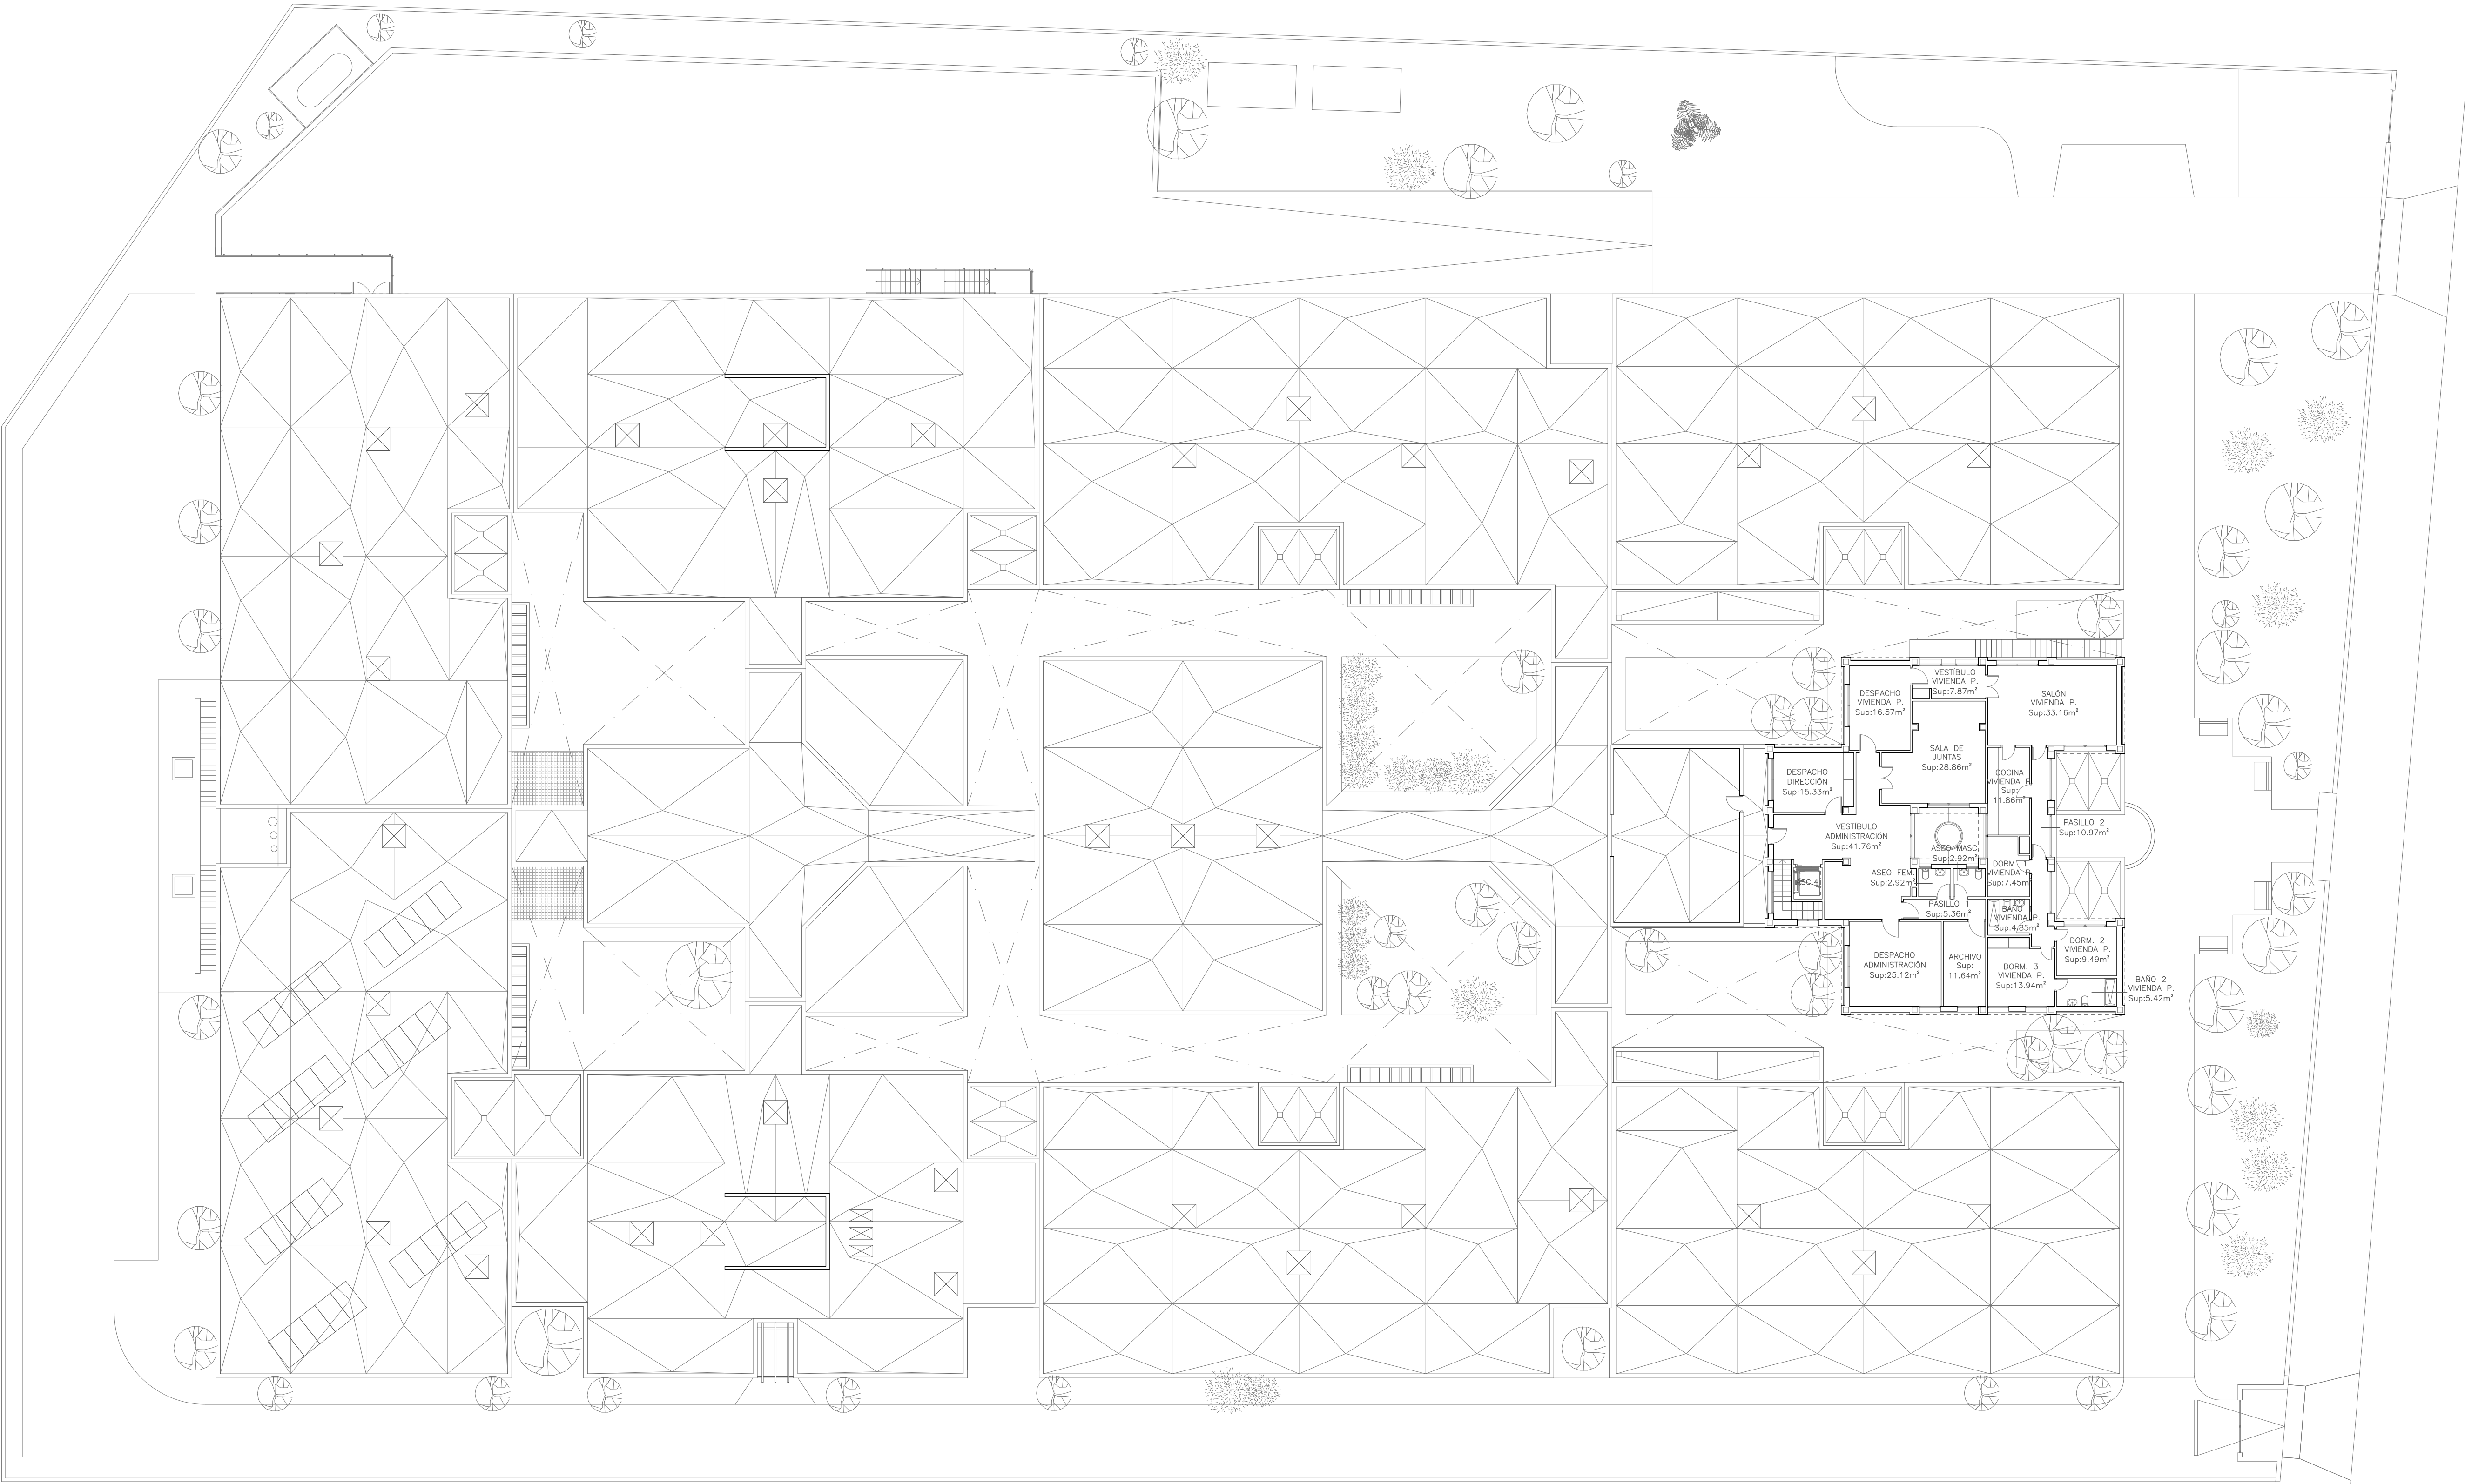 VESTÍBULO
VIVIENDA P.
Sup:7.87m²
DESPACHO
VIVIENDA P.
Sup:16.57m²
SALÓN
VIVIENDA P.
Sup:33.16m²
SALA DE
JUNTAS
Sup:28.86m²
DESPACHO
DIRECCIÓN
Sup:15.33m²
COCINA
VIVIENDA P.
Sup:
11.86m²
VESTÍBULO
ADMINISTRACIÓN
Sup:41.76m²
PASILLO 2
Sup:10.97m²
ASEO MASC.
Sup:2.92m²
ASEO FEM.
Sup:2.92m²
DORM. 1
VIVIENDA P.
Sup:7.45m²
PASILLO 1
Sup:5.36m²
BAÑO
VIVIENDA P.
Sup:4.85m²
DESPACHO
ADMINISTRACIÓN
Sup:25.12m²
ARCHIVO
Sup:
11.64m²
DORM. 3
VIVIENDA P.
Sup:13.94m²
DORM. 2
VIVIENDA P.
Sup:9.49m²
BAÑO 2
VIVIENDA P.
Sup:5.42m²